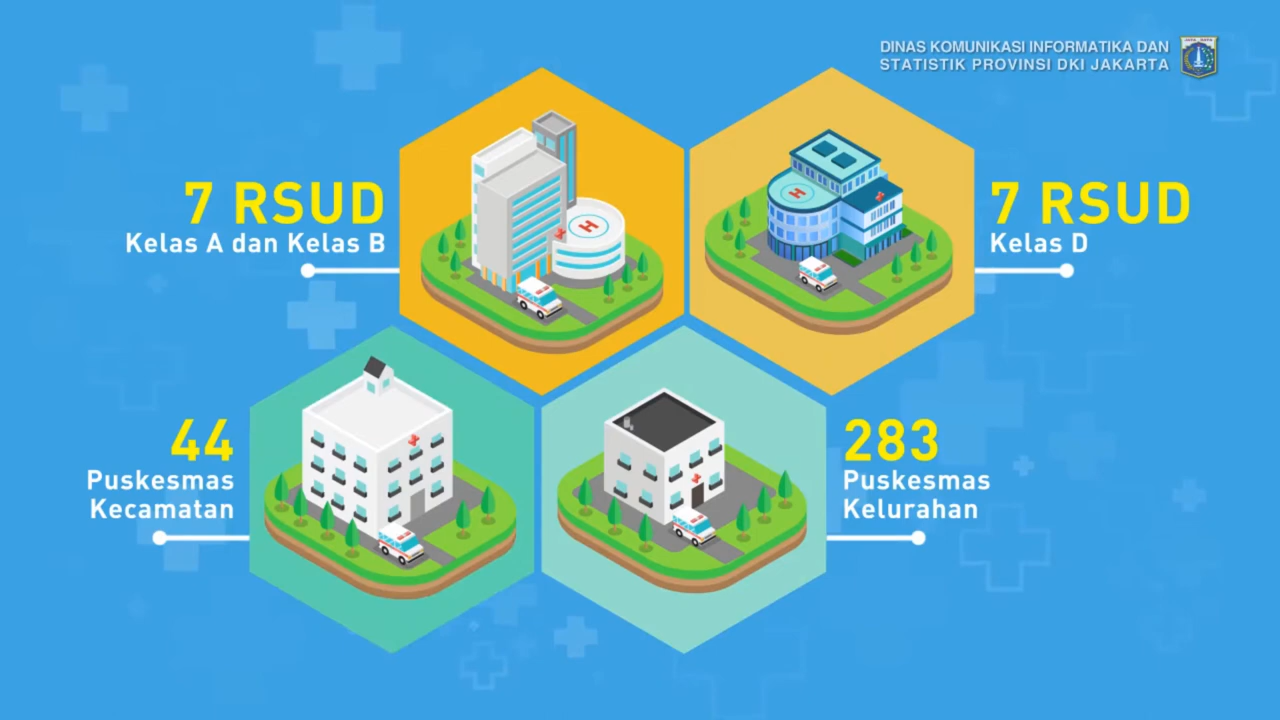 DINAS KOMUNIKASI INFORMATIKA DAN
STATISTIK PROVINSI DKI JAKARTA
7 RSUD
Kelas A dan Kelas B
7 RSUD
Kelas D
44
Puskesmas
Kecamatan
283
Puskesmas
Kelurahan